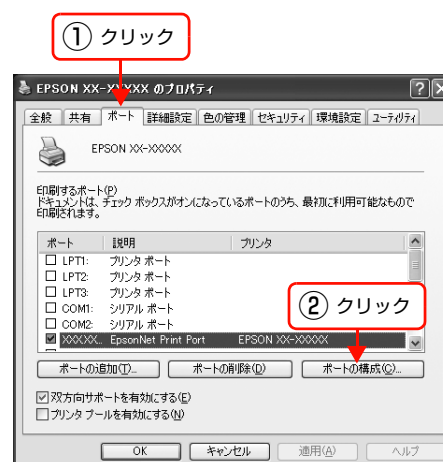 ① クリック
EPSON XX-XXXXX のプロパティ
全般 共有 ポート 詳細設定 色の管理 セキュリティ 環境設定 ユーティリティ
EPSON XX-XXXXX
印刷するポート(P)
ドキュメントは、チェック ボックスがオンになっているポートのうち、最初に利用可能なもので
印刷されます。
ポート 説明 プリンタ
LPT1: プリンタ ポート
LPT2: プリンタ ポート
LPT3: プリンタ ポート
COM1: シリアル ポート
② クリック
COM2: シリアル ポート
XXXXXX... EpsonNet Print Port EPSON XX-XXXXX
ポートの追加(T)... ポートの削除(D) ポートの構成(C)...
双方向サポートを有効にする(E)
プリンタ プールを有効にする(N)
OK キャンセル 適用(A) ヘルプ